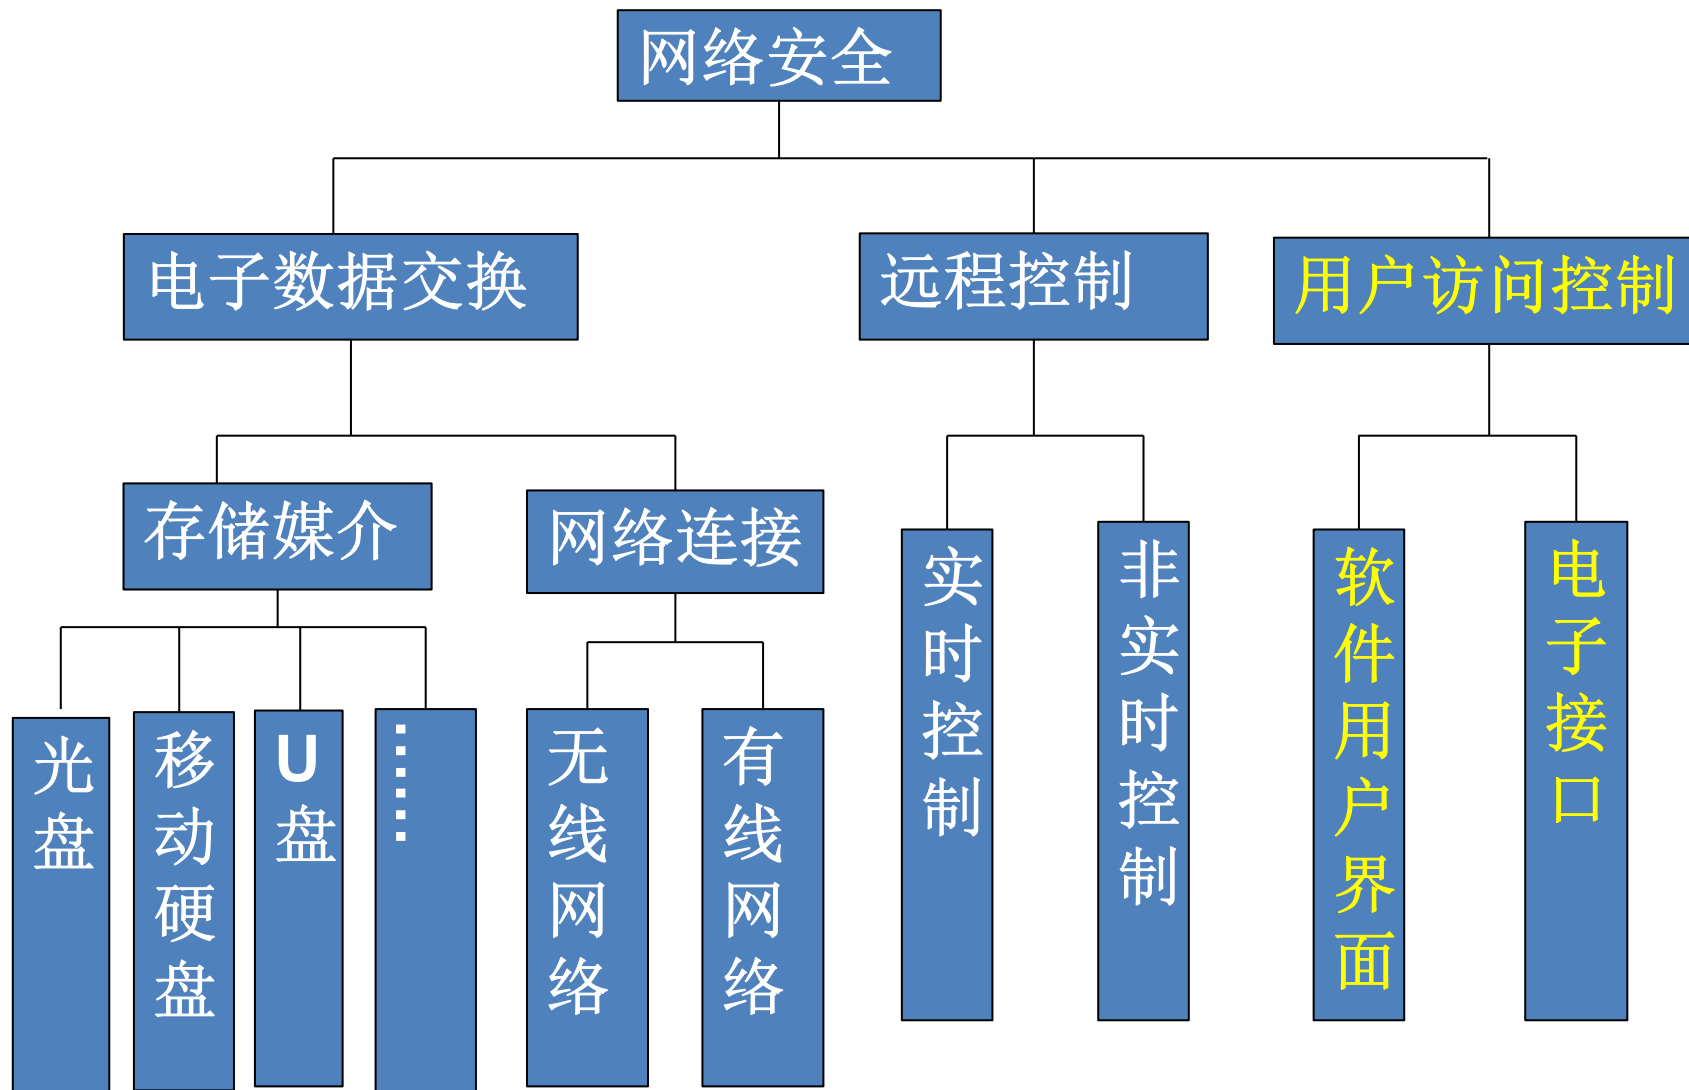 网络安全
电子数据交换
远程控制
用户访问控制
存储媒介
网络连接
实时控制
非实时控制
软件用户界面
电子接口
光盘
移动硬盘
U盘
……
无线网络
有线网络